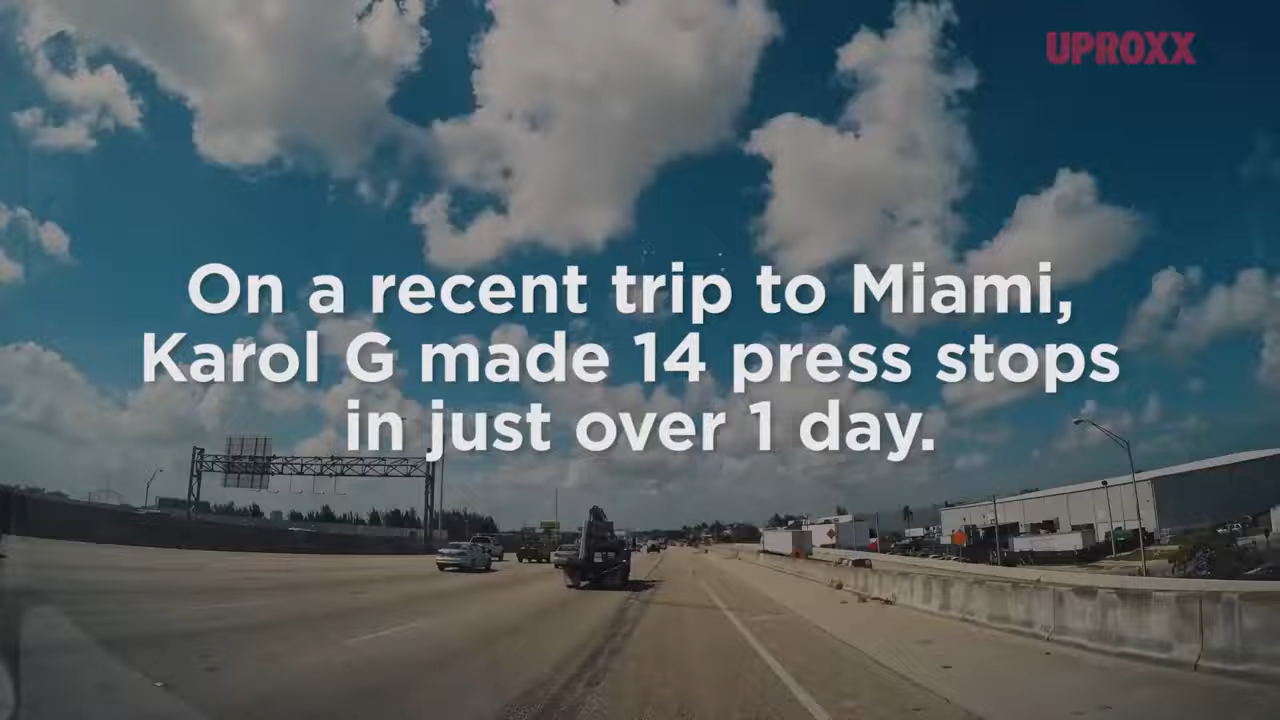 UPROXX
On a recent trip to Miami,
Karol G made 14 press stops
in just over 1 day.